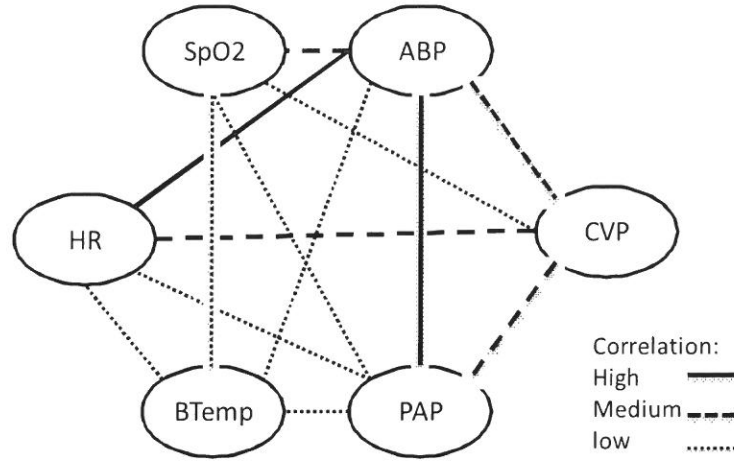 SpO2
ABP
HR
CVP
BTemp
PAP
Correlation:
High
Medium
low